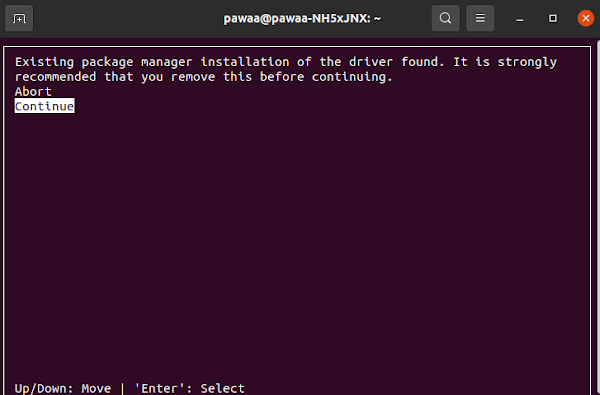 pawaa@pawaa-NH5xJNX: ~
Existing package manager installation of the driver found. It is strongly
recommended that you remove this before continuing.
Abort
Continue
Up/Down: Move | 'Enter': Select